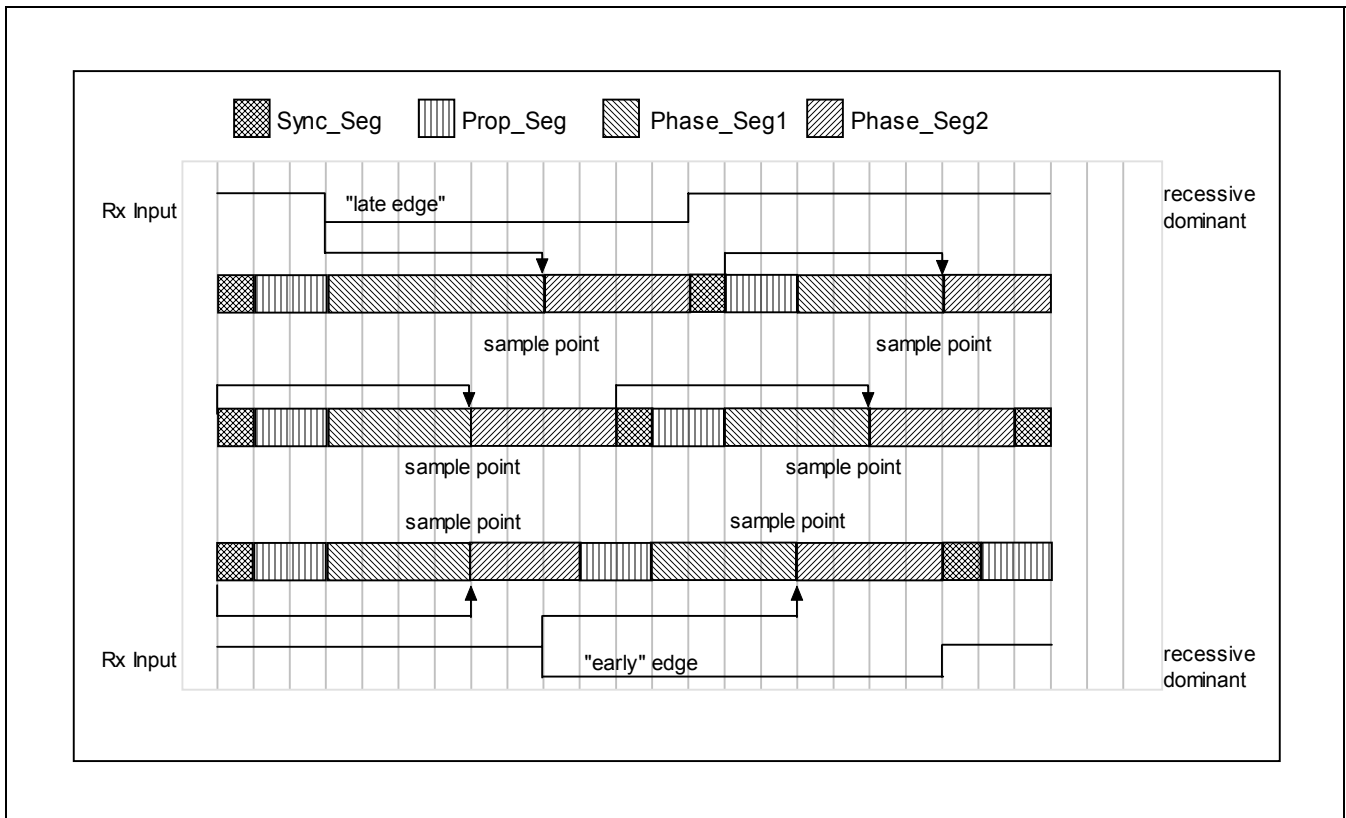 Sync_Seg Prop_Seg Phase_Seg1 Phase_Seg2
Rx Input
"late edge"
recessive
dominant
sample point sample point
sample point sample point
sample point sample point
Rx Input
"early" edge
recessive
dominant